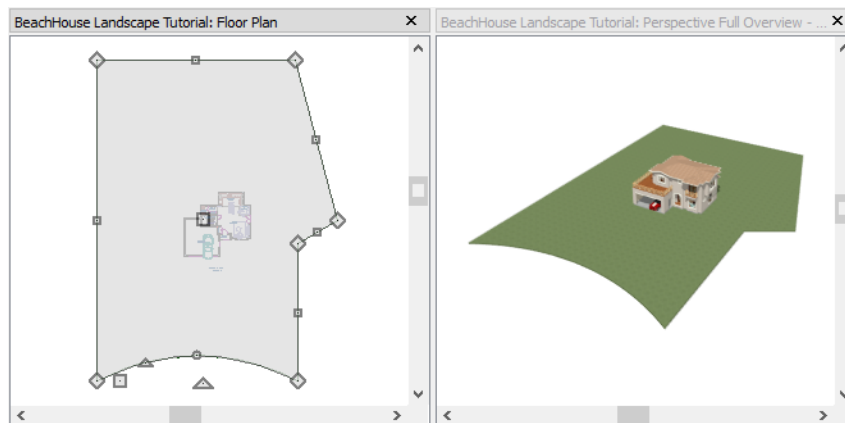 BeachHouse Landscape Tutorial: Floor Plan
BeachHouse Landscape Tutorial: Perspective Full Overview - ...